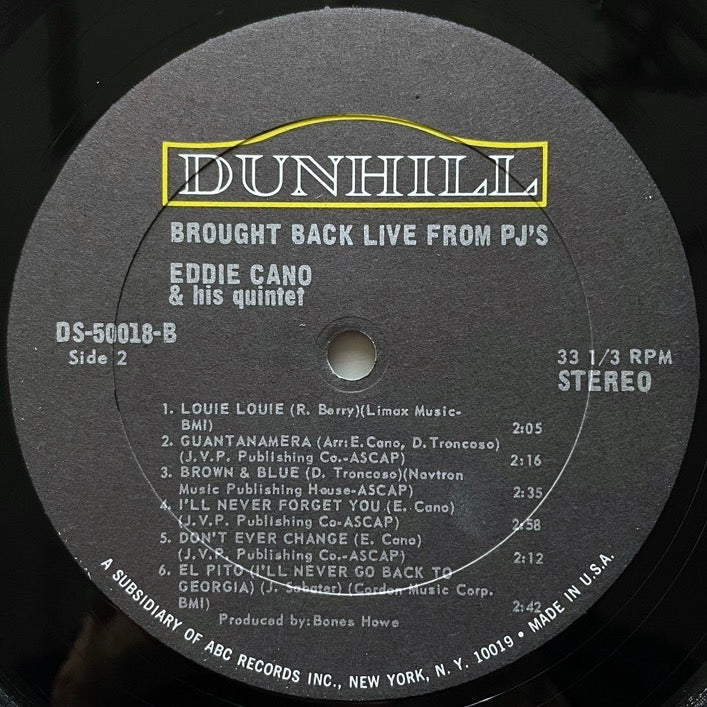 DUNHILL
BROUGHT BACK LIVE FROM PJ'S
EDDIE CANO
& his quintet
DS-50018-B
Side 2
33 1/3 RPM
STEREO
1. LOUIE LOUIE (R. Berry)(Limax Music-
BMI) 2:05
2. GUANTANAMERA (Arr: E. Cano, D. Troncoso)
(J.V.P. Publishing Co.-ASCAP) 2:16
3. BROWN & BLUE (D. Troncoso)(Navtron
Music Publishing House-ASCAP) 2:35
4. I'LL NEVER FORGET YOU (E. Cano)
(J.V.P. Publishing Co-ASCAP) 2:58
5. DON'T EVER CHANGE (E. Cano)
(J.V.P. Publishing Co.-ASCAP) 2:12
6. EL PITO (I'LL NEVER GO BACK TO
GEORGIA) (J. Sabater) (Cordon Music Corp.
BMI) 2:42
Produced by: Bones Howe
A SUBSIDIARY OF ABC RECORDS INC., NEW YORK, N. Y. 10019 • MADE IN U.S.A.